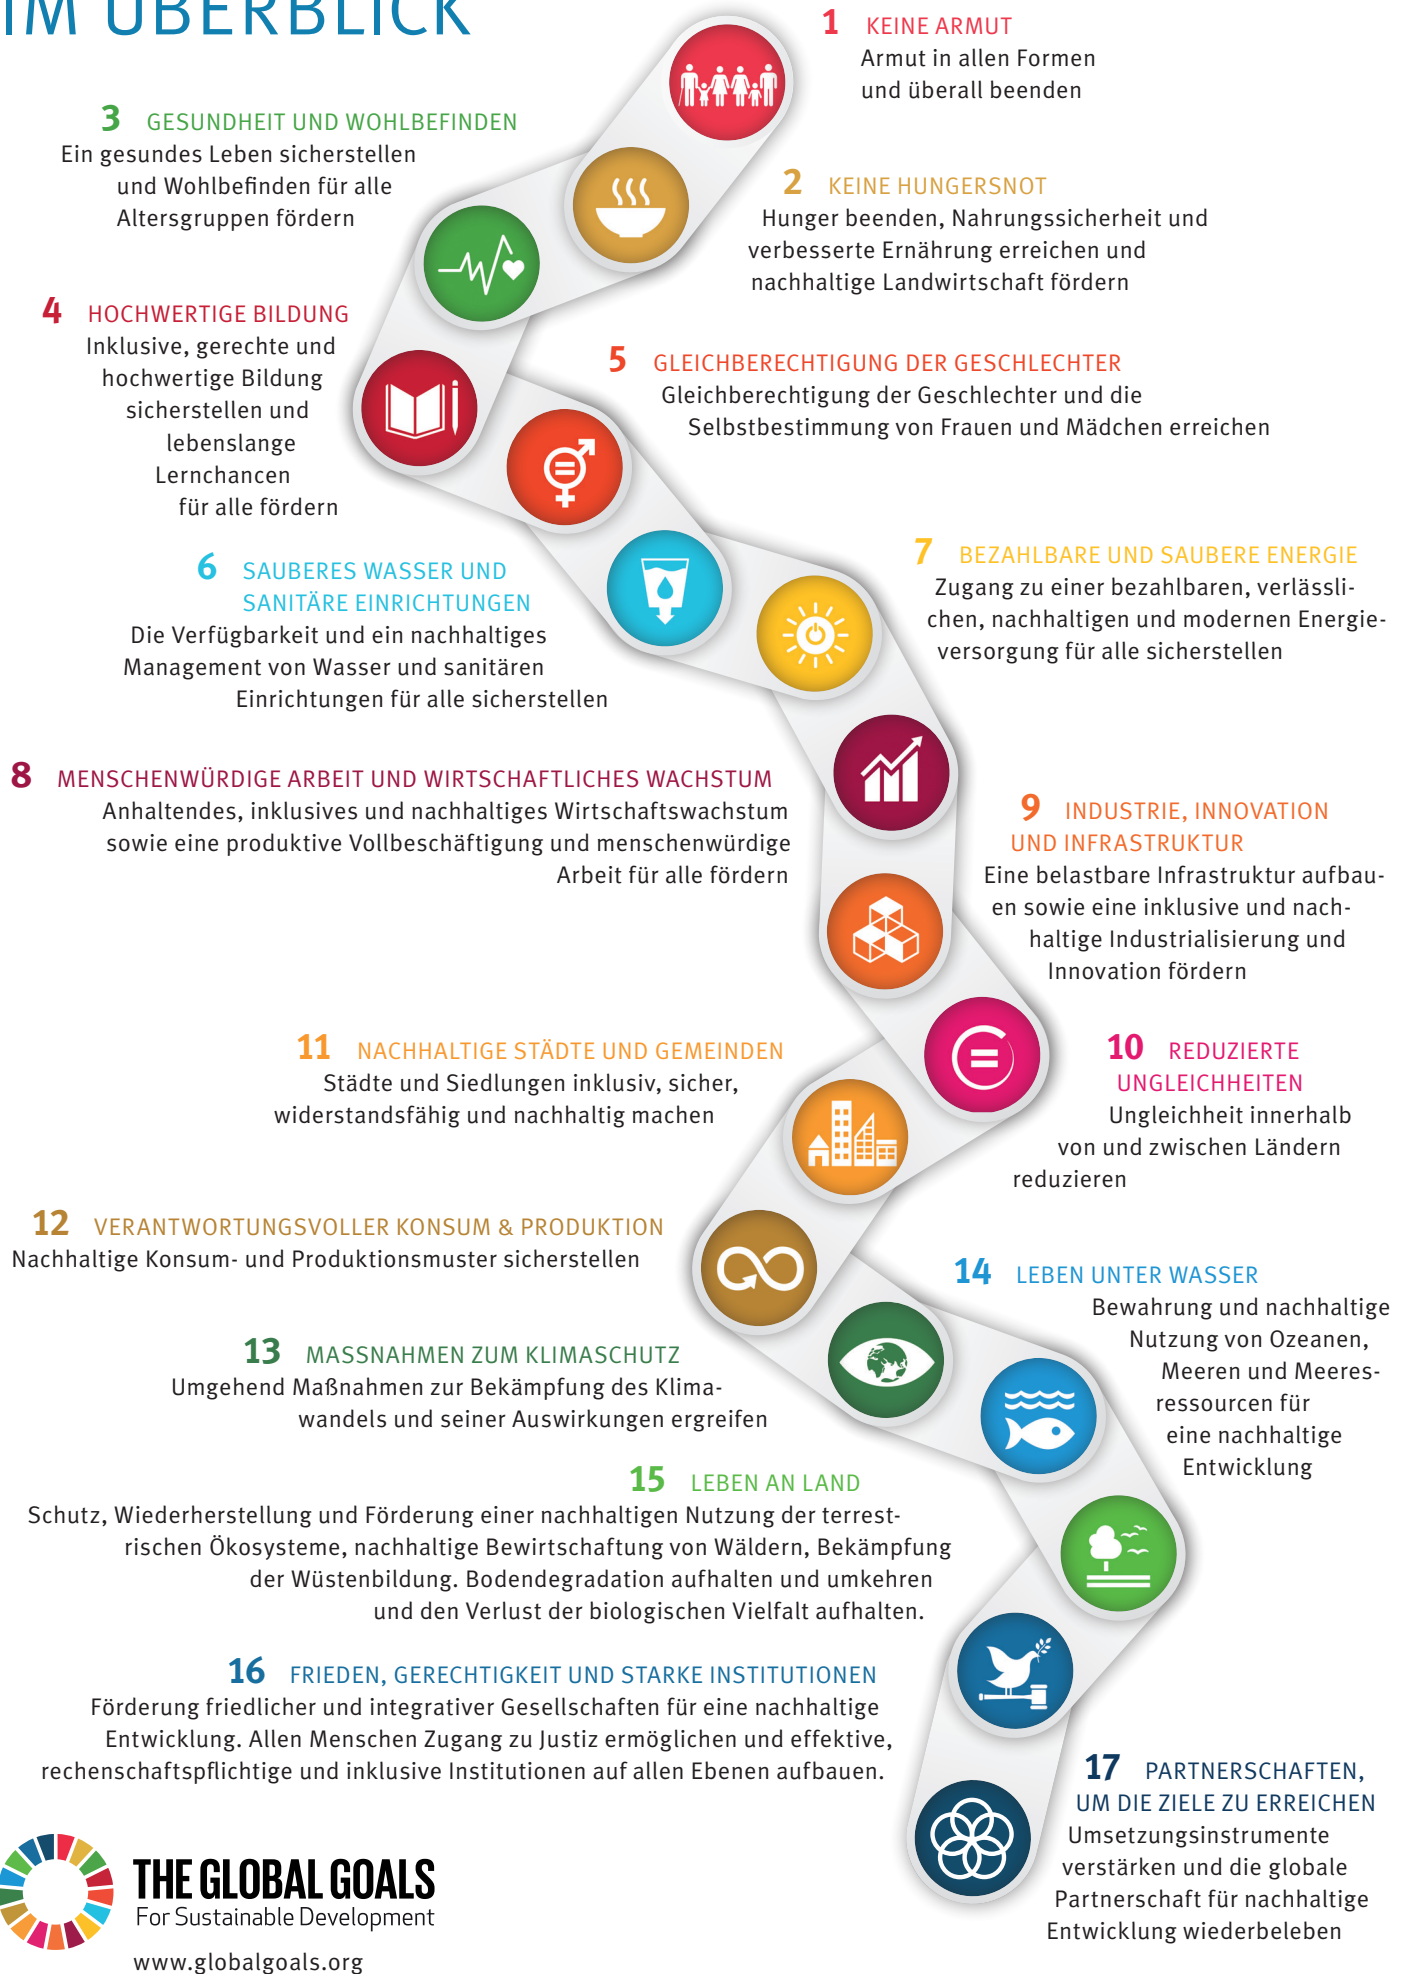 IM ÜBERBLICK
1 KEINE ARMUT
Armut in allen Formen
und überall beenden
2 KEINE HUNGERSNOT
Hunger beenden, Nahrungssicherheit und
verbesserte Ernährung erreichen und
nachhaltige Landwirtschaft fördern
3 GESUNDHEIT UND WOHLBEFINDEN
Ein gesundes Leben sicherstellen
und Wohlbefinden für alle
Altersgruppen fördern
4 HOCHWERTIGE BILDUNG
Inklusive, gerechte und
hochwertige Bildung
sicherstellen und
lebenslange
Lernchancen
für alle fördern
5 GLEICHBERECHTIGUNG DER GESCHLECHTER
Gleichberechtigung der Geschlechter und die
Selbstbestimmung von Frauen und Mädchen erreichen
6 SAUBERES WASSER UND
SANITÄRE EINRICHTUNGEN
Die Verfügbarkeit und ein nachhaltiges
Management von Wasser und sanitären
Einrichtungen für alle sicherstellen
7 BEZAHLBARE UND SAUBERE ENERGIE
Zugang zu einer bezahlbaren, verlässli-
chen, nachhaltigen und modernen Energie-
versorgung für alle sicherstellen
8 MENSCHENWÜRDIGE ARBEIT UND WIRTSCHAFTLICHES WACHSTUM
Anhaltendes, inklusives und nachhaltiges Wirtschaftswachstum
sowie eine produktive Vollbeschäftigung und menschenwürdige
Arbeit für alle fördern
9 INDUSTRIE, INNOVATION
UND INFRASTRUKTUR
Eine belastbare Infrastruktur aufbau-
en sowie eine inklusive und nach-
haltige Industrialisierung und
Innovation fördern
10 REDUZIERTE
UNGLEICHHEITEN
Ungleichheit innerhalb
von und zwischen Ländern
reduzieren
11 NACHHALTIGE STÄDTE UND GEMEINDEN
Städte und Siedlungen inklusiv, sicher,
widerstandsfähig und nachhaltig machen
12 VERANTWORTUNGSVOLLER KONSUM & PRODUKTION
Nachhaltige Konsum- und Produktionsmuster sicherstellen
13 MASSNAHMEN ZUM KLIMASCHUTZ
Umgehend Maßnahmen zur Bekämpfung des Klima-
wandels und seiner Auswirkungen ergreifen
14 LEBEN UNTER WASSER
Bewahrung und nachhaltige
Nutzung von Ozeanen,
Meeren und Meeres-
ressourcen für
eine nachhaltige
Entwicklung
15 LEBEN AN LAND
Schutz, Wiederherstellung und Förderung einer nachhaltigen Nutzung der terrest-
rischen Ökosysteme, nachhaltige Bewirtschaftung von Wäldern, Bekämpfung
der Wüstenbildung. Bodendegradation aufhalten und umkehren
und den Verlust der biologischen Vielfalt aufhalten.
16 FRIEDEN, GERECHTIGKEIT UND STARKE INSTITUTIONEN
Förderung friedlicher und integrativer Gesellschaften für eine nachhaltige
Entwicklung. Allen Menschen Zugang zu Justiz ermöglichen und effektive,
rechenschaftspflichtige und inklusive Institutionen auf allen Ebenen aufbauen.
17 PARTNERSCHAFTEN,
UM DIE ZIELE ZU ERREICHEN
Umsetzungsinstrumente
verstärken und die globale
Partnerschaft für nachhaltige
Entwicklung wiederbeleben
THE GLOBAL GOALS
For Sustainable Development
www.globalgoals.org